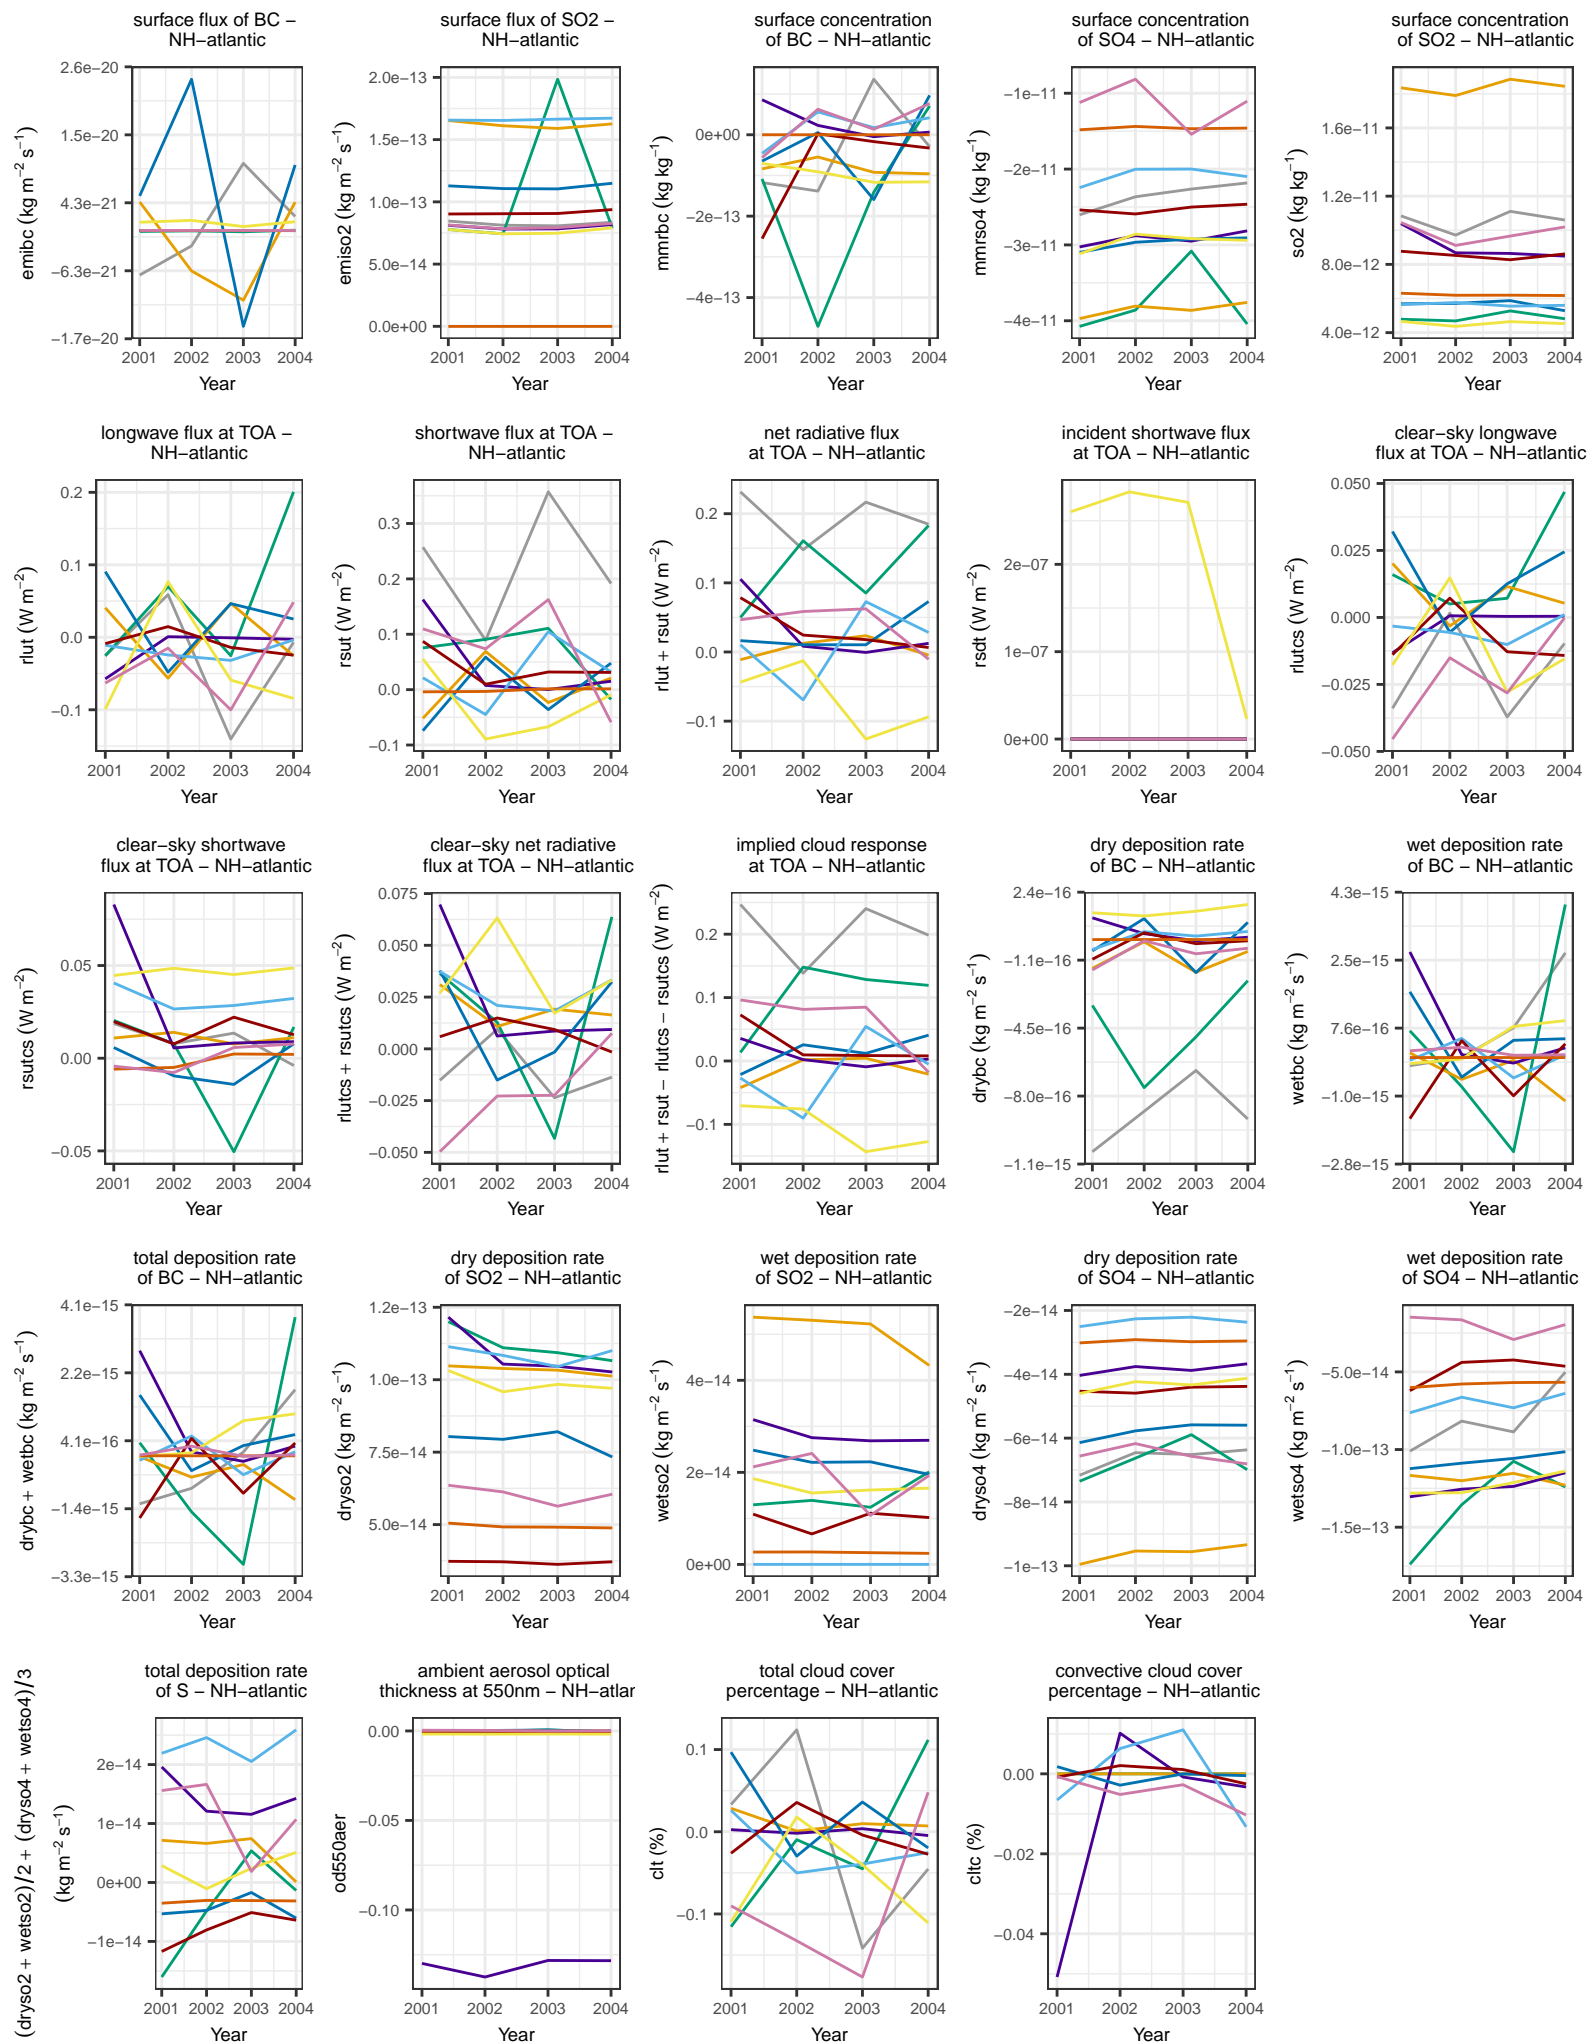 surface flux of BC −
NH−atlantic
emibc (kg m−2 s−1)
2.6e−20
1.5e−20
4.3e−21
−6.3e−21
−1.7e−20
2001 2002 2003 2004
Year
surface flux of SO2 −
NH−atlantic
emiso2 (kg m−2 s−1)
2.0e−13
1.5e−13
1.0e−13
5.0e−14
0.0e+00
2001 2002 2003 2004
Year
surface concentration
of BC − NH−atlantic
mmrbc (kg kg−1)
0e+00
−2e−13
−4e−13
2001 2002 2003 2004
Year
surface concentration
of SO4 − NH−atlantic
mmrso4 (kg kg−1)
−1e−11
−2e−11
−3e−11
−4e−11
2001 2002 2003 2004
Year
surface concentration
of SO2 − NH−atlantic
so2 (kg kg−1)
1.6e−11
1.2e−11
8.0e−12
4.0e−12
2001 2002 2003 2004
Year
longwave flux at TOA −
NH−atlantic
rlut (W m−2)
0.2
0.1
0.0
−0.1
2001 2002 2003 2004
Year
shortwave flux at TOA −
NH−atlantic
rsut (W m−2)
0.3
0.2
0.1
0.0
−0.1
2001 2002 2003 2004
Year
net radiative flux
at TOA − NH−atlantic
rlut + rsut (W m−2)
0.2
0.1
0.0
−0.1
2001 2002 2003 2004
Year
incident shortwave flux
at TOA − NH−atlantic
rsdt (W m−2)
2e−07
1e−07
0e+00
2001 2002 2003 2004
Year
clear−sky longwave
flux at TOA − NH−atlantic
rlutcs (W m−2)
0.050
0.025
0.000
−0.025
−0.050
2001 2002 2003 2004
Year
clear−sky shortwave
flux at TOA − NH−atlantic
rsutcs (W m−2)
0.05
0.00
−0.05
2001 2002 2003 2004
Year
clear−sky net radiative
flux at TOA − NH−atlantic
rlutcs + rsutcs (W m−2)
0.075
0.050
0.025
0.000
−0.025
−0.050
2001 2002 2003 2004
Year
implied cloud response
at TOA − NH−atlantic
rlut + rsut − rlutcs − rsutcs (W m−2)
0.2
0.1
0.0
−0.1
2001 2002 2003 2004
Year
dry deposition rate
of BC − NH−atlantic
drybc (kg m−2 s−1)
2.4e−16
−1.1e−16
−4.5e−16
−8.0e−16
−1.1e−15
2001 2002 2003 2004
Year
wet deposition rate
of BC − NH−atlantic
wetbc (kg m−2 s−1)
4.3e−15
2.5e−15
7.6e−16
−1.0e−15
−2.8e−15
2001 2002 2003 2004
Year
total deposition rate
of BC − NH−atlantic
drybc + wetbc (kg m−2 s−1)
4.1e−15
2.2e−15
4.1e−16
−1.4e−15
−3.3e−15
2001 2002 2003 2004
Year
dry deposition rate
of SO2 − NH−atlantic
dryso2 (kg m−2 s−1)
1.2e−13
1.0e−13
7.5e−14
5.0e−14
2001 2002 2003 2004
Year
wet deposition rate
of SO2 − NH−atlantic
wetso2 (kg m−2 s−1)
4e−14
2e−14
0e+00
2001 2002 2003 2004
Year
dry deposition rate
of SO4 − NH−atlantic
dryso4 (kg m−2 s−1)
−2e−14
−4e−14
−6e−14
−8e−14
−1e−13
2001 2002 2003 2004
Year
wet deposition rate
of SO4 − NH−atlantic
wetso4 (kg m−2 s−1)
−5.0e−14
−1.0e−13
−1.5e−13
2001 2002 2003 2004
Year
total deposition rate
of S − NH−atlantic
(dryso2 + wetso2)/2 + (dryso4 + wetso4)/3
(kg m−2 s−1)
2e−14
1e−14
0e+00
−1e−14
2001 2002 2003 2004
Year
ambient aerosol optical
thickness at 550nm − NH−atlar
od550aer
0.00
−0.05
−0.10
2001 2002 2003 2004
Year
total cloud cover
percentage − NH−atlantic
clt (%)
0.1
0.0
−0.1
2001 2002 2003 2004
Year
convective cloud cover
percentage − NH−atlantic
cltc (%)
0.00
−0.02
−0.04
2001 2002 2003 2004
Year